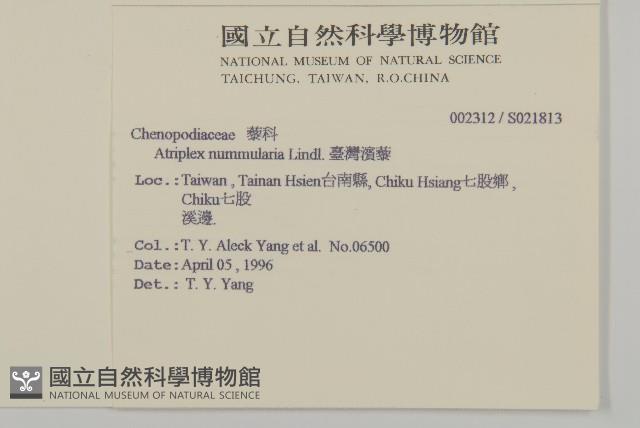 國立自然科學博物館
NATIONAL MUSEUM OF NATURAL SCIENCE
TAICHUNG, TAIWAN, R.O.CHINA
002312 / S021813
Chenopodiaceae 藜科
Atriplex nummularia Lindl. 臺灣濱藜
Loc.: Taiwan , Tainan Hsien台南縣, Chiku Hsiang七股鄉 ,
Chiku七股
溪邊.
Col.: T. Y. Aleck Yang et al. No.06500
Date: April 05 , 1996
Det.: T. Y. Yang
國立自然科學博物館
NATIONAL MUSEUM OF NATURAL SCIENCE